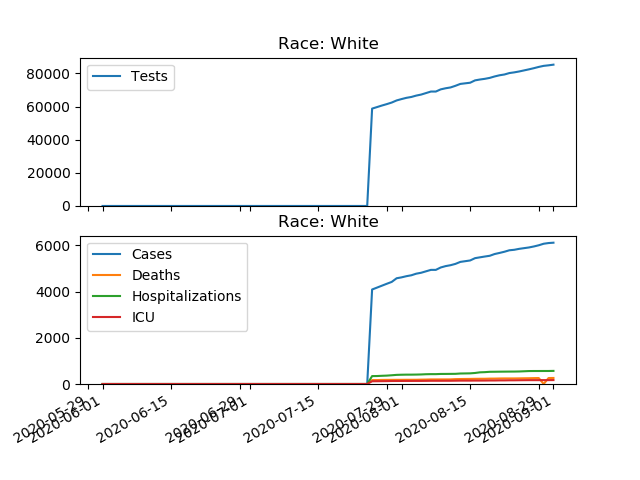 Race: White
Tests
80000
60000
40000
20000
0
Race: White
Cases
Deaths
Hospitalizations
ICU
6000
4000
2000
0
2020-05-29
2020-06-01
2020-06-15
2020-06-29
2020-07-01
2020-07-15
2020-07-29
2020-08-01
2020-08-15
2020-08-29
2020-09-01